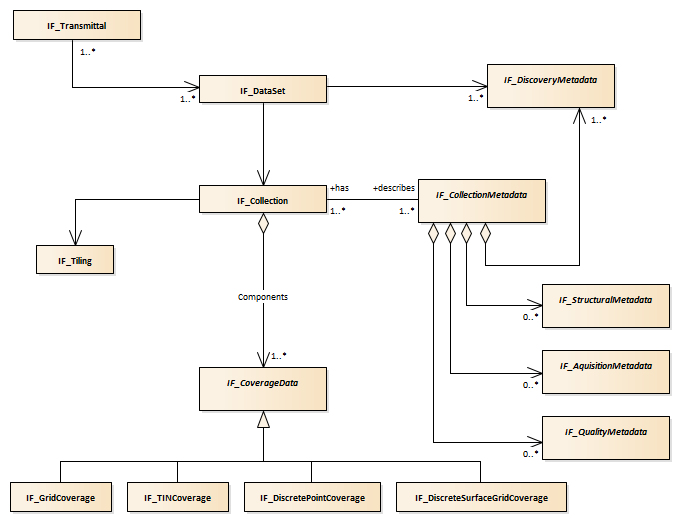 IF_Transmittal
1..*
1..*
IF_DataSet
1..*
IF_DiscoveryMetadata
1..*
IF_Collection
+has
1..*
+describes
1..*
IF_CollectionMetadata
IF_Tiling
Components
1..*
IF_StructuralMetadata
0..*
IF_AquisitionMetadata
0..*
IF_CoverageData
IF_QualityMetadata
0..*
IF_GridCoverage
IF_TINCoverage
IF_DiscretePointCoverage
IF_DiscreteSurfaceGridCoverage